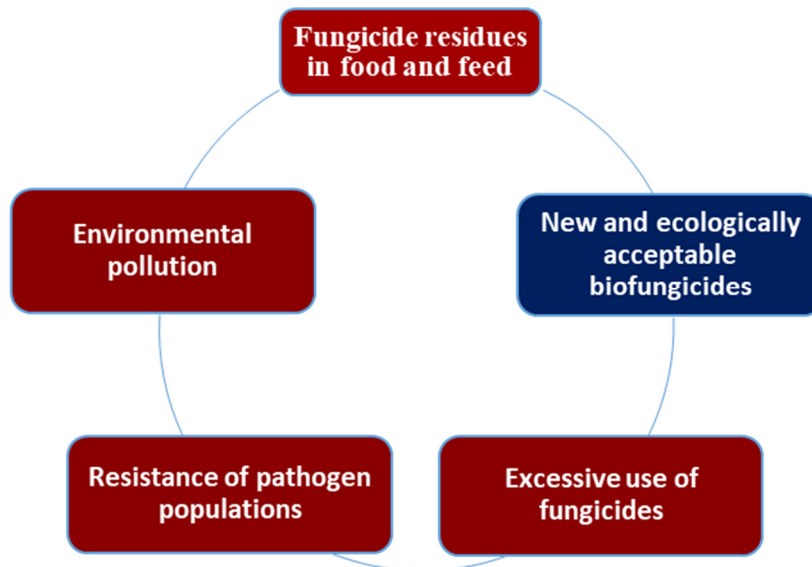 Fungicide residues
in food and feed
Environmental
pollution
New and ecologically
acceptable
biofungicides
Resistance of pathogen
populations
Excessive use of
fungicides